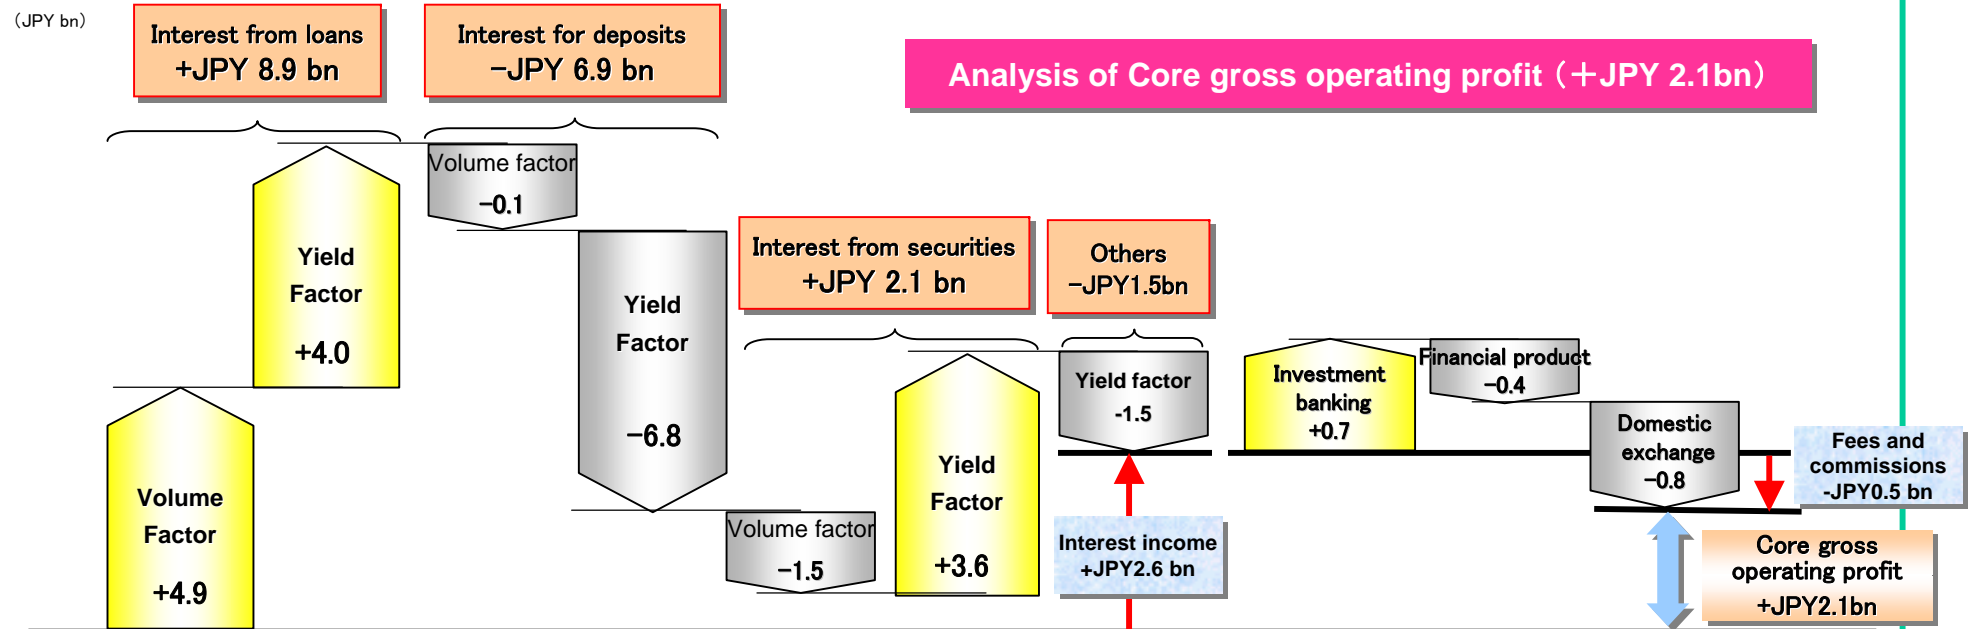 （JPY bn）
Interest from loans
+JPY 8.9 bn
Interest for deposits
−JPY 6.9 bn
Analysis of Core gross operating profit（＋JPY 2.1bn）
Volume factor
−0.1
Yield
Factor
+4.0
Interest from securities
+JPY 2.1 bn
Others
−JPY1.5bn
Yield
Factor
−6.8
Yield factor
-1.5
Investment
banking
+0.7
Financial product
−0.4
Domestic
exchange
−0.8
Fees and
commissions
-JPY0.5 bn
Volume
Factor
+4.9
Volume factor
−1.5
Yield
Factor
+3.6
Interest income
+JPY2.6 bn
Core gross
operating profit
+JPY2.1bn